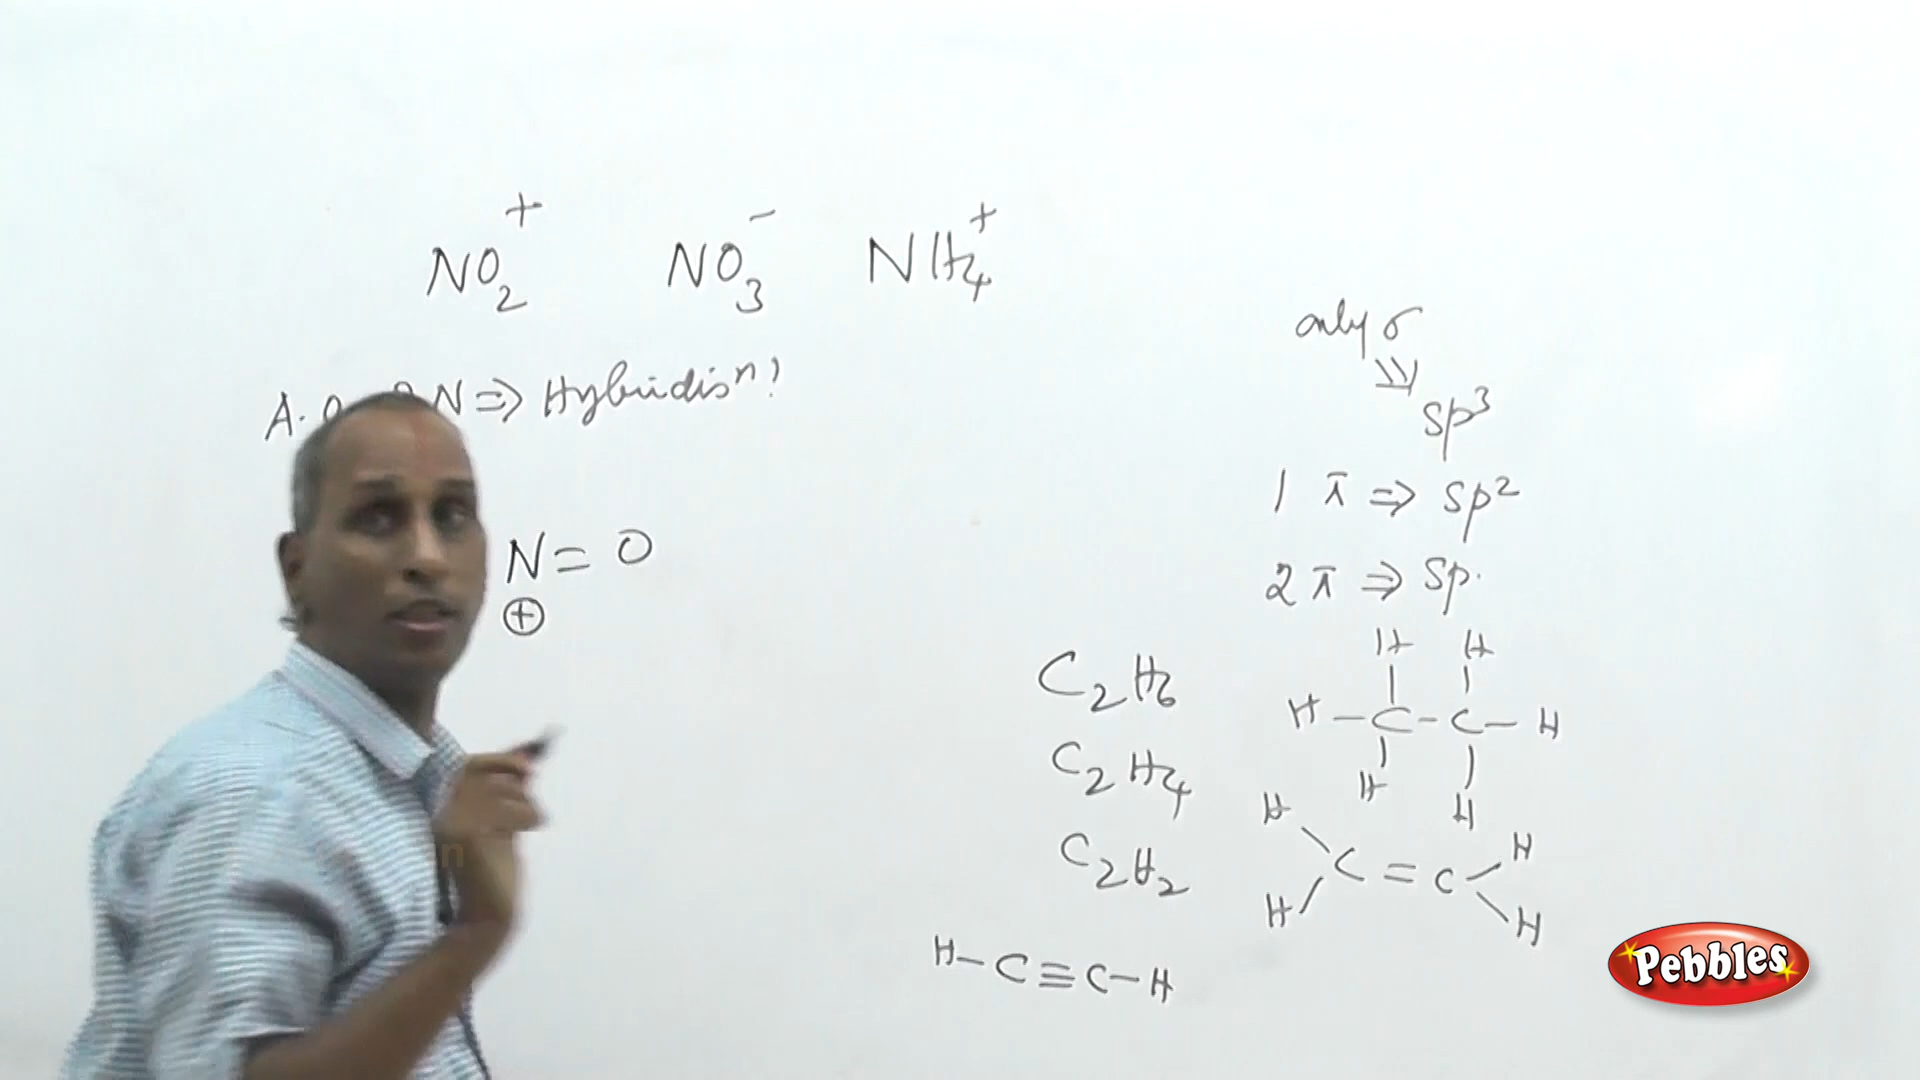 NO₂⁺ NO₃⁻ NH₄⁺
A. N ⇒ Hybridisⁿ?
N = O
⊕
only σ
⇒ sp³
1 π ⇒ sp²
2 π ⇒ sp.
H H
C₂H₆ H – C – C – H
H H
C₂H₄ H H
C = C
C₂H₂ H H
H – C ≡ C – H
Pebbles